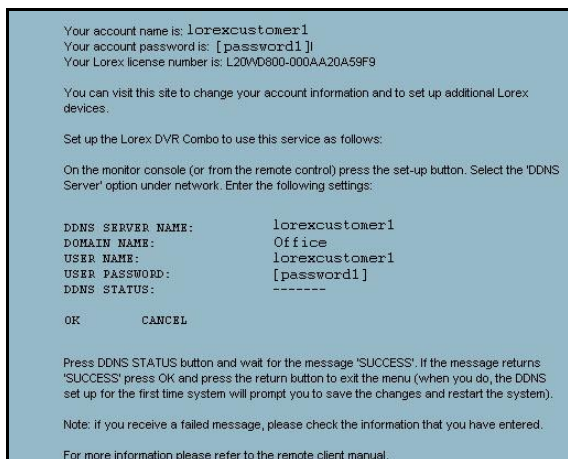 Your account name is: lorexcustomer1
Your account password is: [password1]!
Your Lorex license number is: L20WD800-000AA20A59F9
You can visit this site to change your account information and to set up additional Lorex
devices.
Set up the Lorex DVR Combo to use this service as follows:
On the monitor console (or from the remote control) press the set-up button. Select the 'DDNS
Server' option under network. Enter the following settings:
DDNS SERVER NAME: lorexcustomer1
DOMAIN NAME: Office
USER NAME: lorexcustomer1
USER PASSWORD: [password1]
DDNS STATUS: -------
OK CANCEL
Press DDNS STATUS button and wait for the message 'SUCCESS'. If the message returns
'SUCCESS' press OK and press the return button to exit the menu (when you do, the DDNS
set up for the first time system will prompt you to save the changes and restart the system).
Note: if you receive a failed message, please check the information that you have entered.
For more information please refer to the remote client manual.